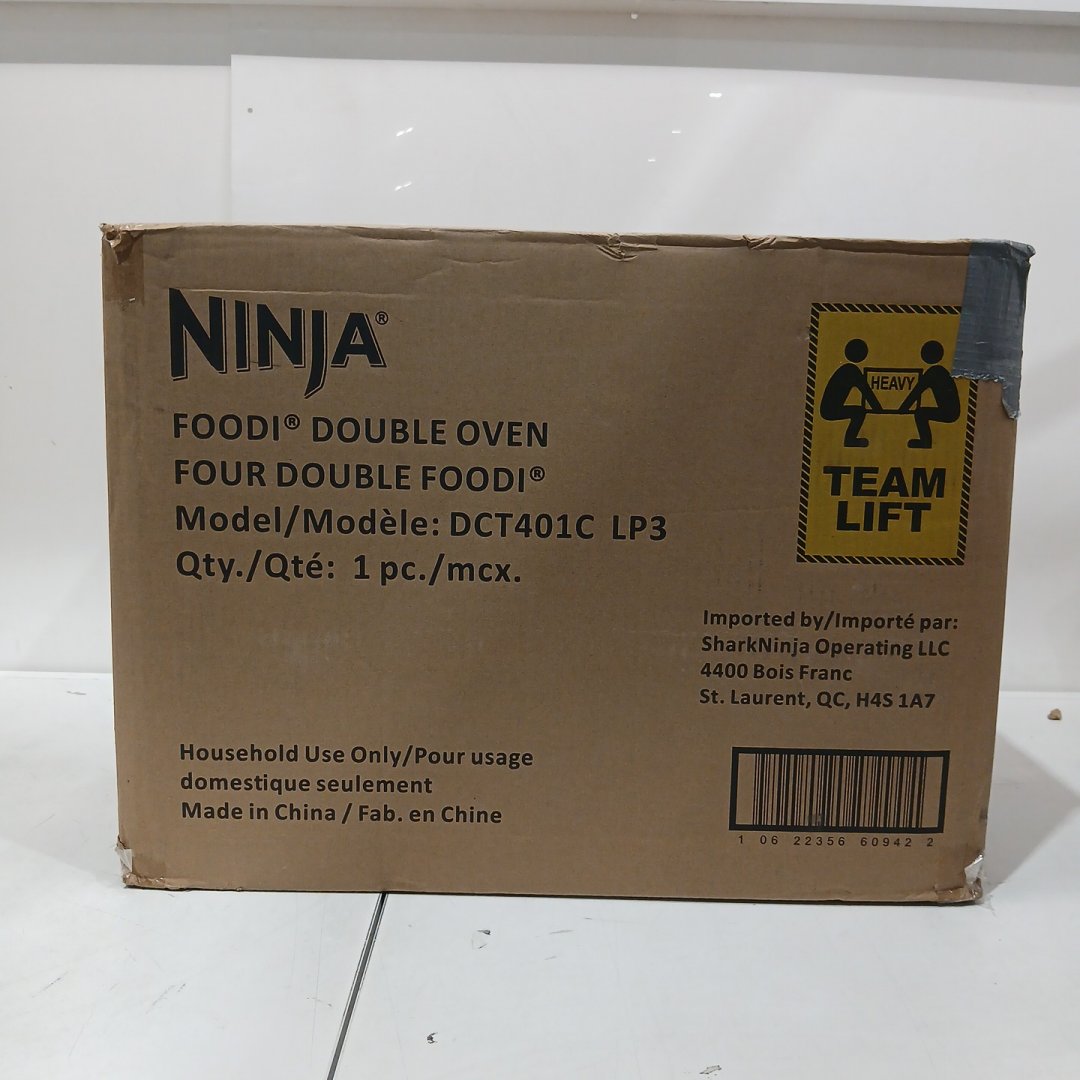 NINJA®
FOODI® DOUBLE OVEN
FOUR DOUBLE FOODI®
Model/Modèle: DCT401C LP3
Qty./Qté: 1 pc./mcx.
HEAVY
TEAM
LIFT
Imported by/Importé par:
SharkNinja Operating LLC
4400 Bois Franc
St. Laurent, QC, H4S 1A7
Household Use Only/Pour usage
domestique seulement
Made in China / Fab. en Chine
1 06 22356 60942 2